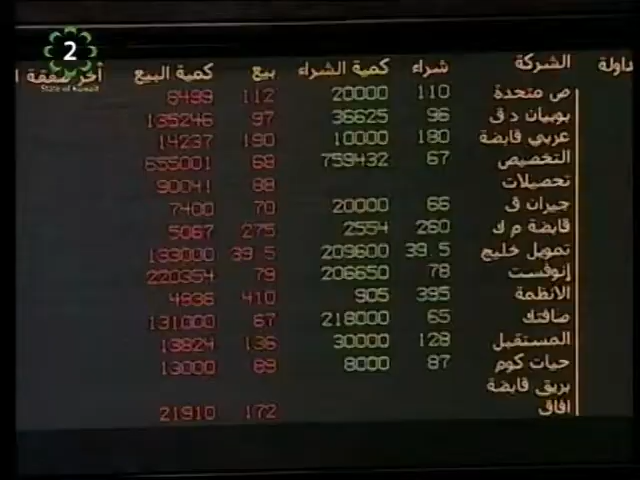 2
State of Kuwait
داولة الشركة شراء كمية الشراء بيع كمية البيع آخر صفقة ا
ص متحدة 110 20000 112 8499
بوبيان د ق 96 36625 97 135246
عربي قابضة 180 10000 190 14237
التخصيص 67 759432 68 655001
تحصيلات 88 90041
جيران ق 66 20000 70 7400
قابضة م ك 260 2554 275 5067
تمويل خليج 39.5 209600 39.5 133000
إنوفست 78 206650 79 220354
الانظمة 395 905 410 4836
صافتك 65 218000 67 131000
المستقبل 128 30000 136 13824
حيات كوم 87 8000 89 13000
بريق قابضة
افاق 172 21910